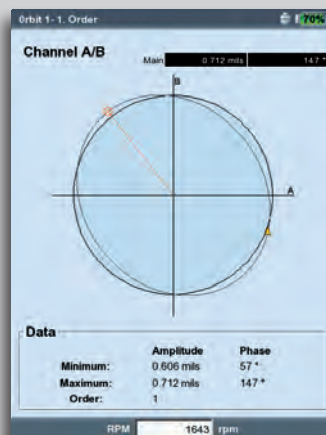 Orbit 1- 1. Order 70%
Channel A/B
Main 0.712 mils 147 °
B
A
Data
Amplitude Phase
Minimum: 0.606 mils 57 °
Maximum: 0.712 mils 147 °
Order: 1
RPM 1643 rpm